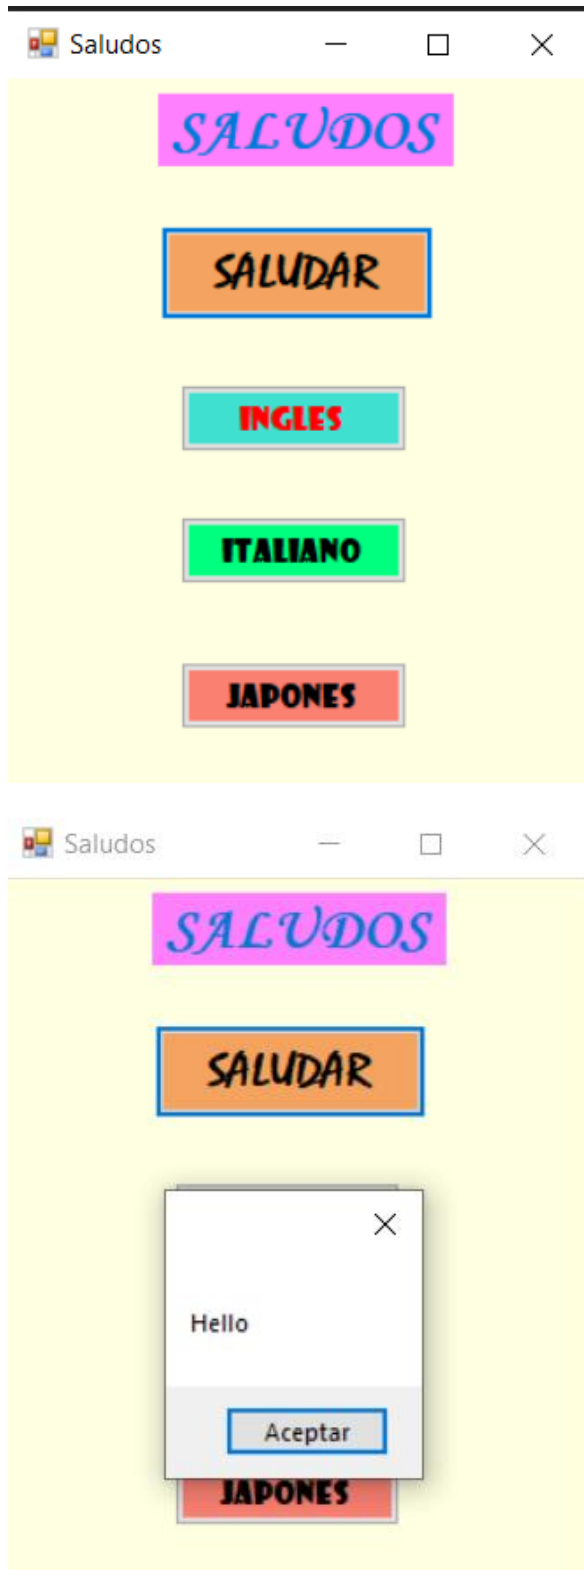 Saludos
SALUDOS
SALUDAR
INGLES
ITALIANO
JAPONES
Saludos
SALUDOS
SALUDAR
Hello
Aceptar
JAPONES